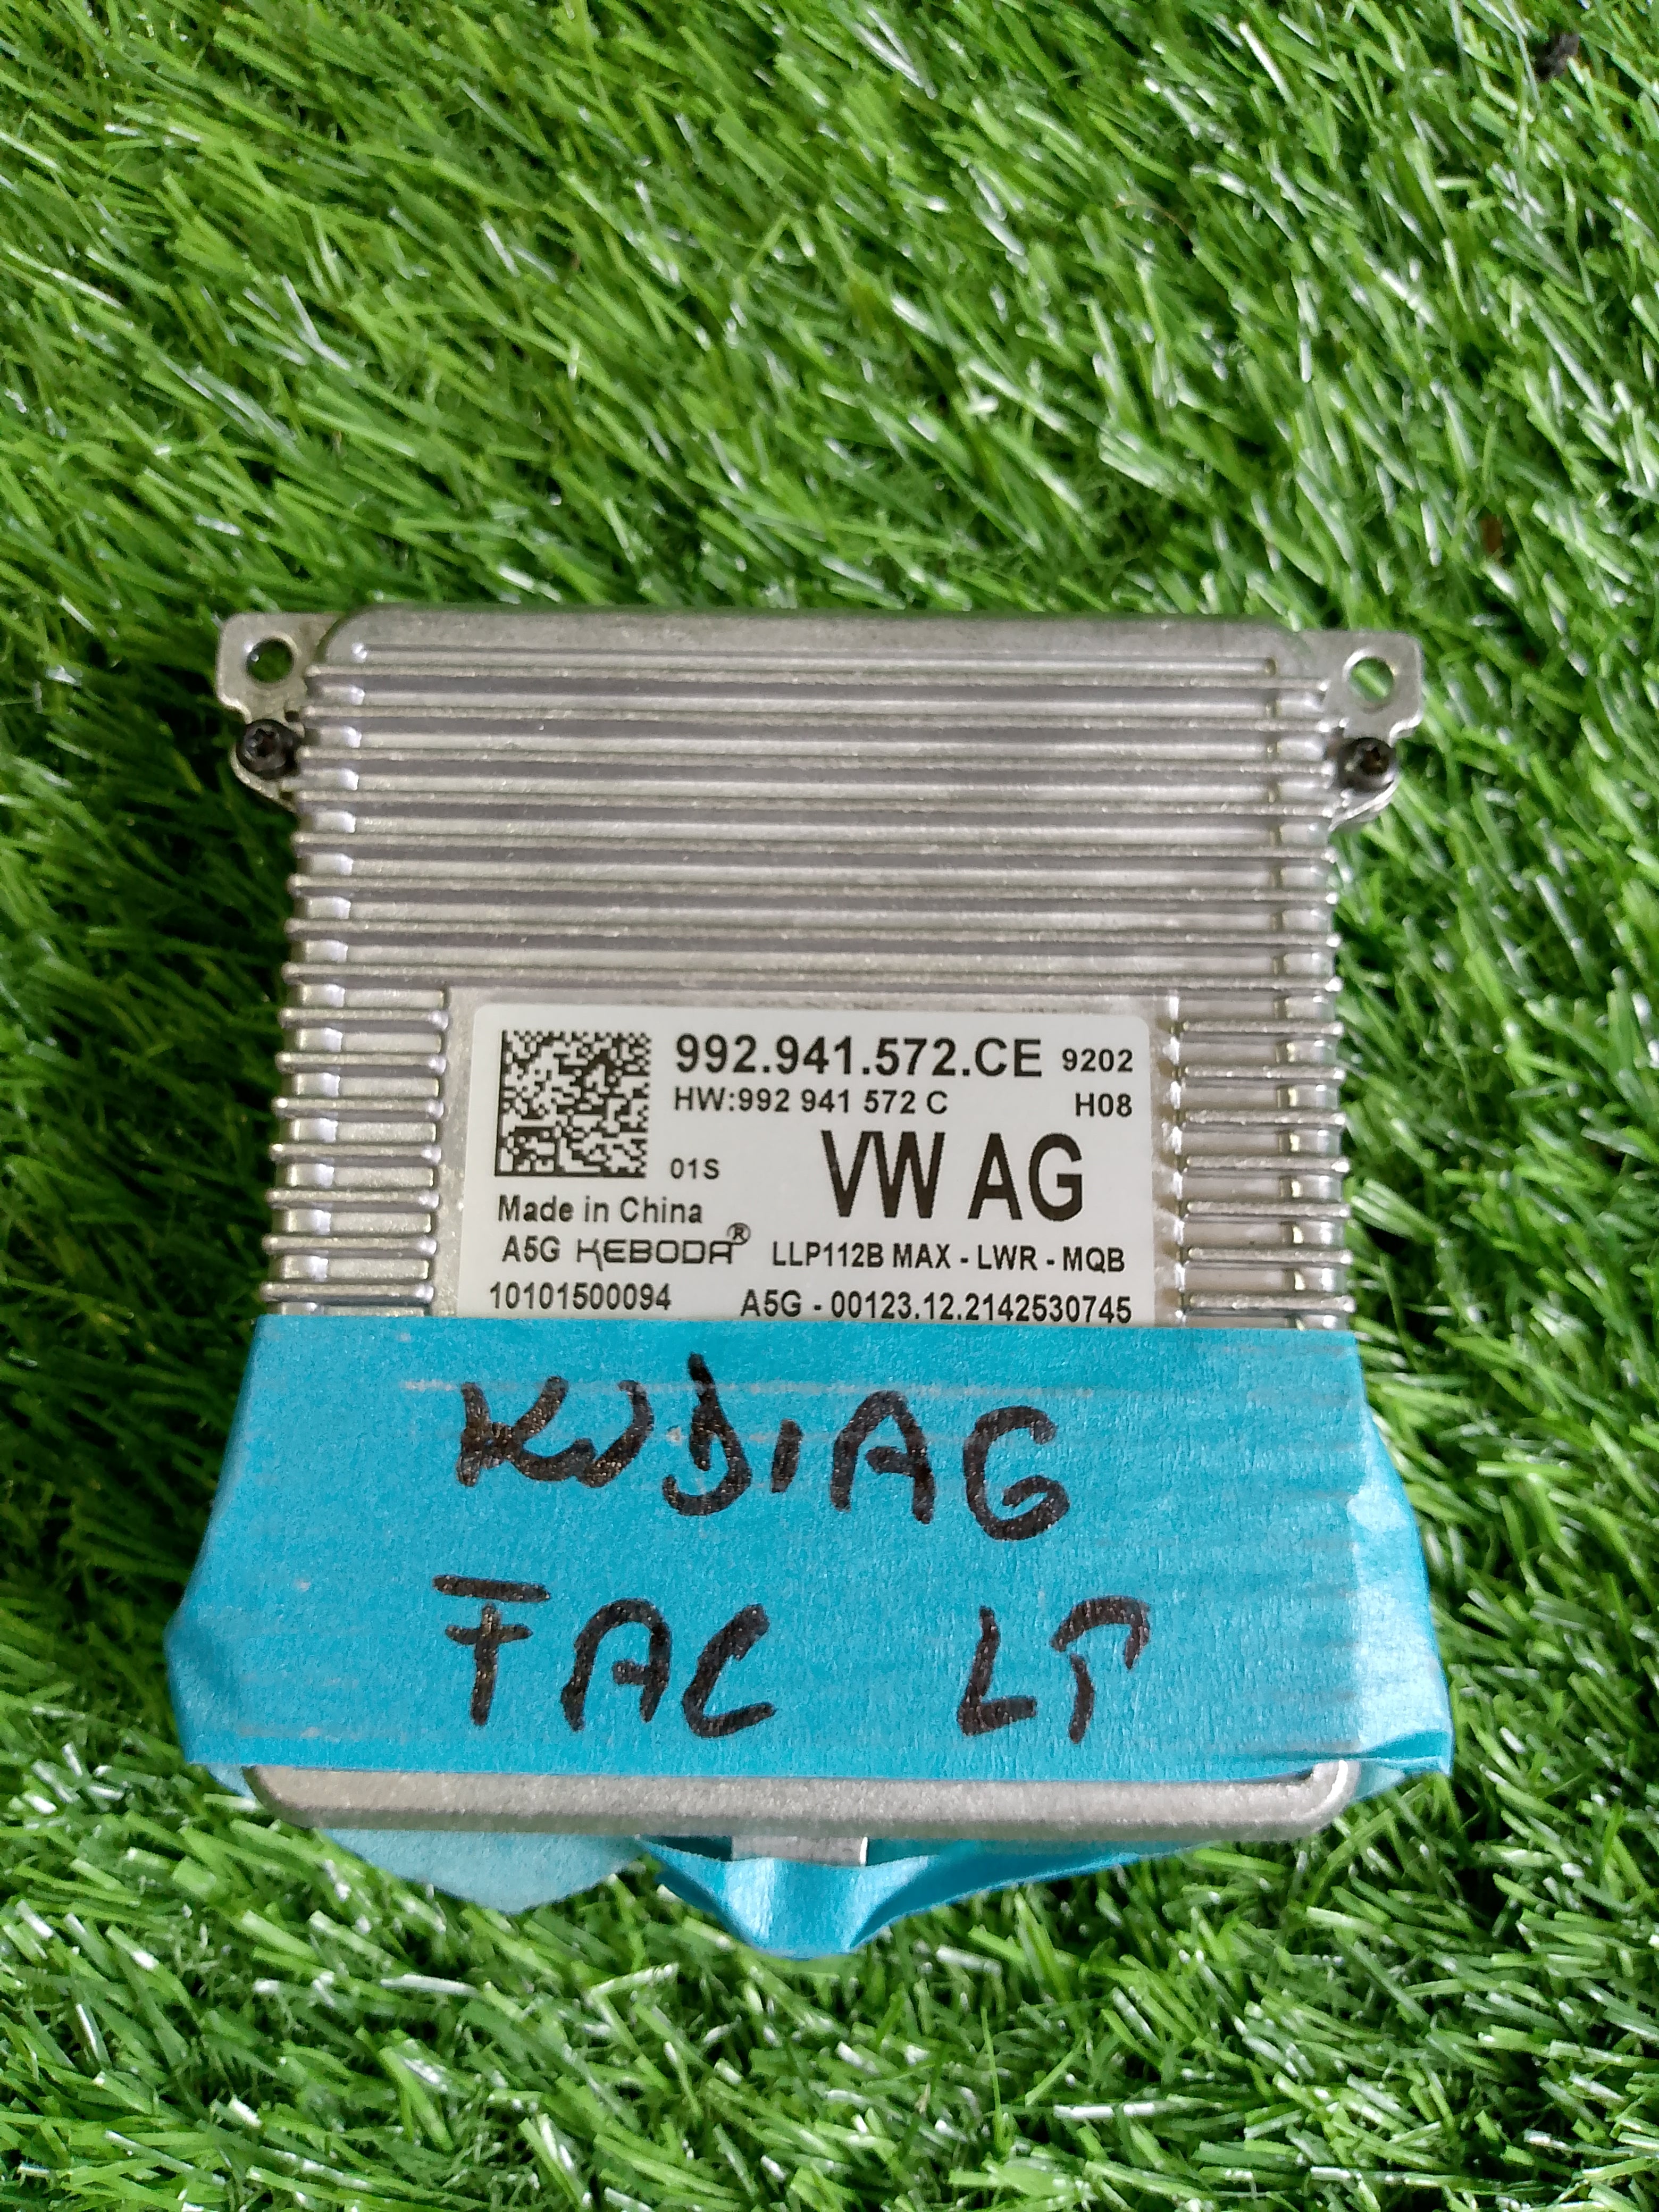 992.941.572.CE 9202
HW:992 941 572 C H08
01S VW AG
Made in China
A5G KEBODA® LLP112B MAX - LWR - MQB
10101500094 A5G - 00123.12.2142530745
KODIAG
FAC LP